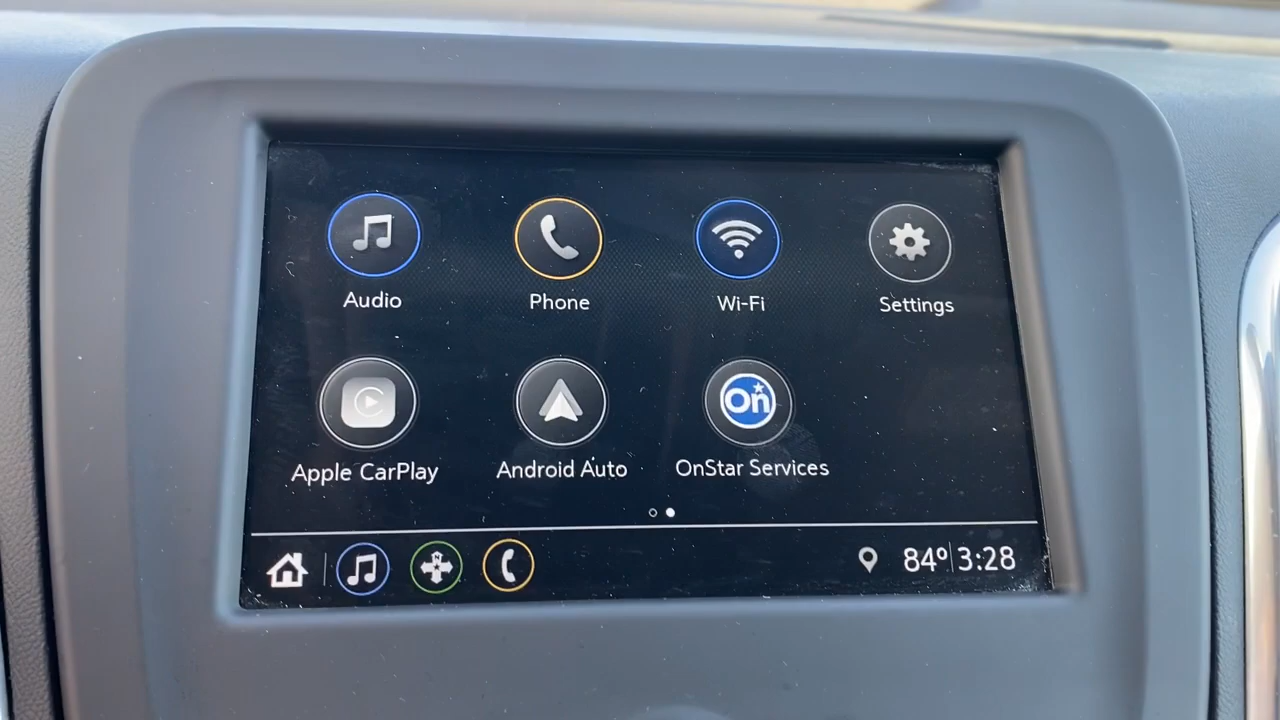 Audio Phone Wi-Fi Settings
On
Apple CarPlay Android Auto OnStar Services
N
84° 3:28